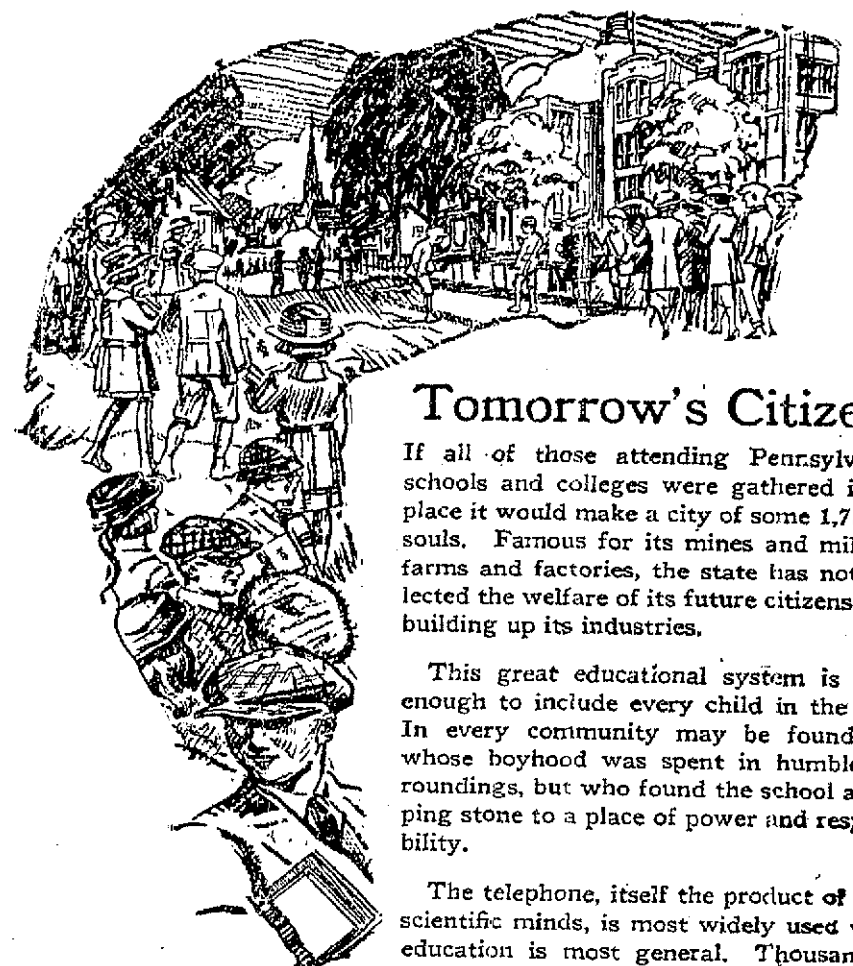 Tomorrow's Citize
If all of those attending Pennsylv
schools and colleges were gathered i
place it would make a city of some 1,7
souls. Famous for its mines and mil
farms and factories, the state has not
lected the welfare of its future citizens
building up its industries.
This great educational system is
enough to include every child in the
In every community may be found
whose boyhood was spent in humble
roundings, but who found the school a
ping stone to a place of power and resp
bility.
The telephone, itself the product of
scientific minds, is most widely used w
education is most general. Thousan